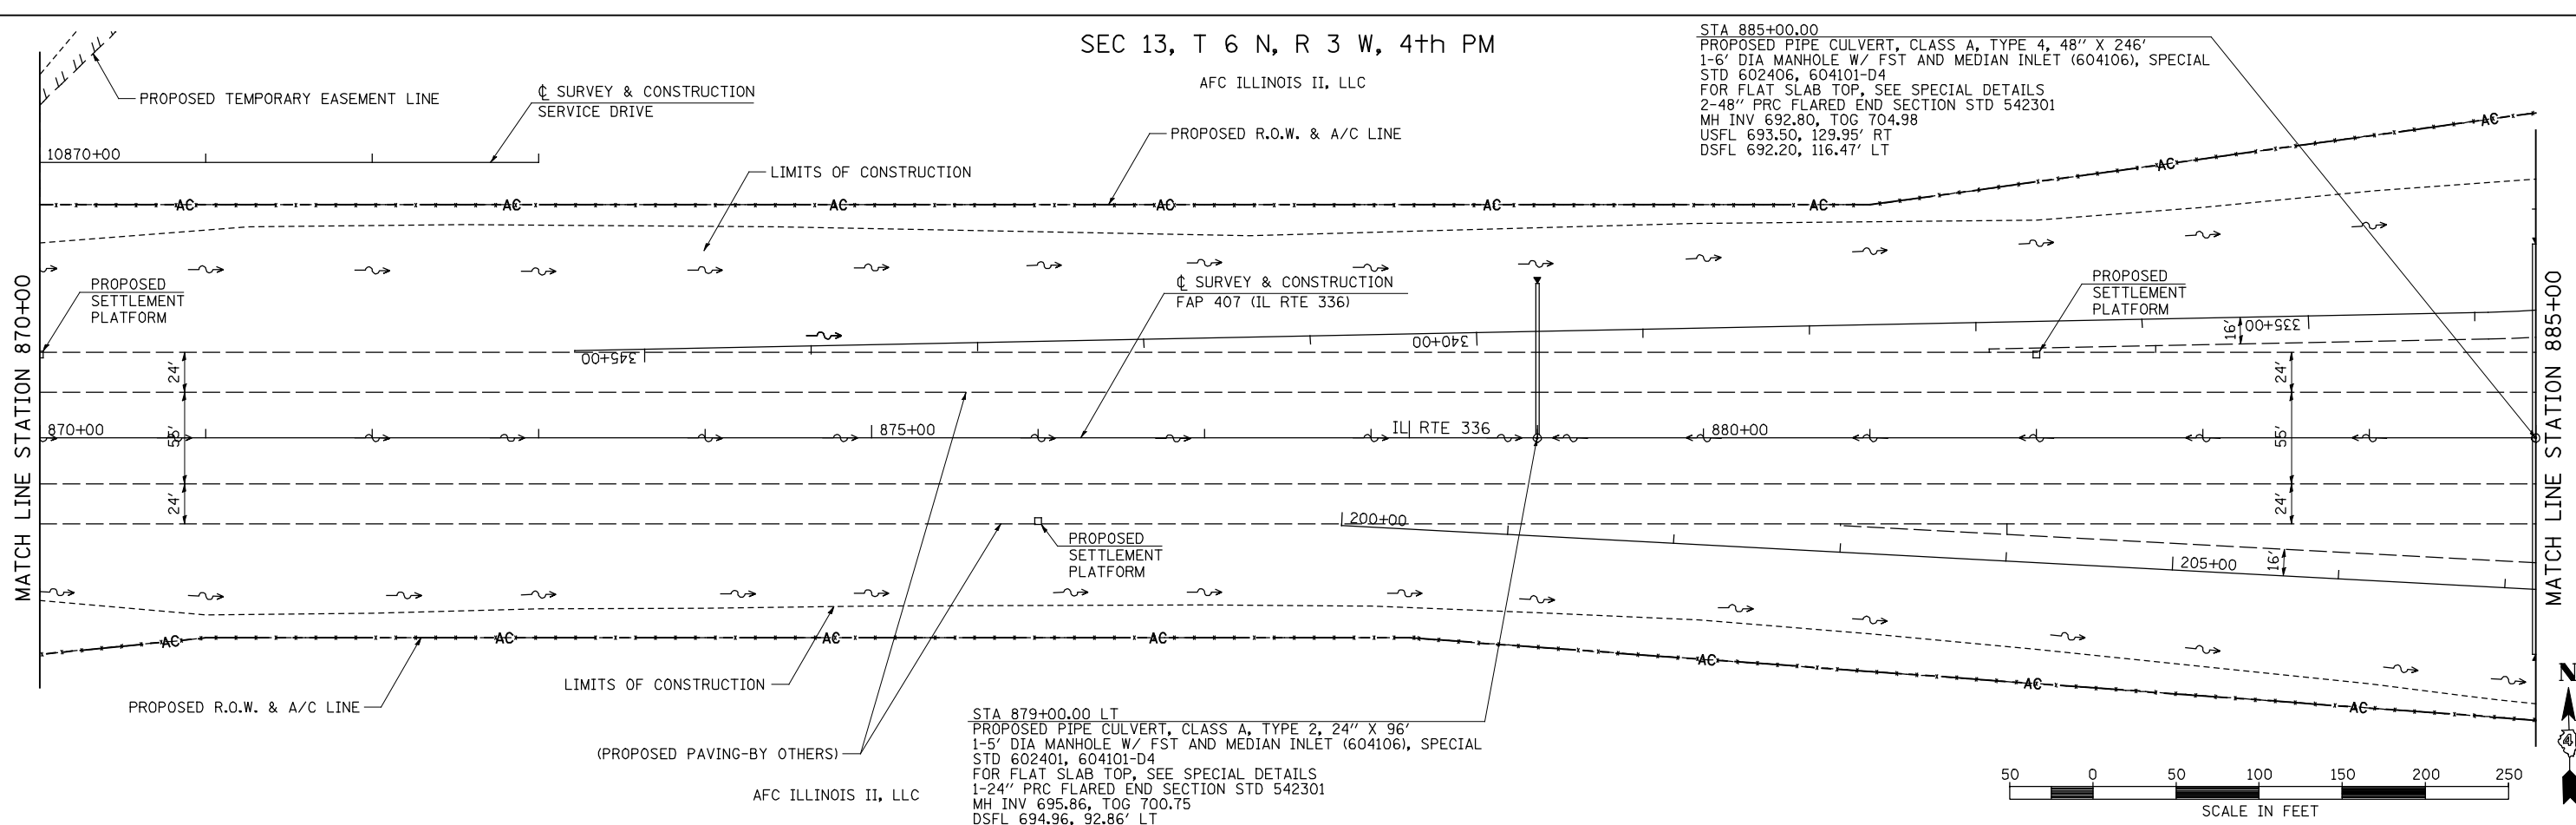 SEC 13, T 6 N, R 3 W, 4th PM
AFC ILLINOIS II, LLC
STA 885+00.00
PROPOSED PIPE CULVERT, CLASS A, TYPE 4, 48" X 246'
1-6' DIA MANHOLE W/ FST AND MEDIAN INLET (604106), SPECIAL
STD 602406, 604101-D4
FOR FLAT SLAB TOP, SEE SPECIAL DETAILS
2-48" PRC FLARED END SECTION STD 542301
MH INV 692.80, TOG 704.98
USFL 693.50, 129.95' RT
DSFL 692.20, 116.47' LT
PROPOSED TEMPORARY EASEMENT LINE
℄ SURVEY & CONSTRUCTION
SERVICE DRIVE
PROPOSED R.O.W. & A/C LINE
10870+00
LIMITS OF CONSTRUCTION
AC
AC
AC
AC
AC
AC
AC
AC
MATCH LINE STATION 870+00
PROPOSED
SETTLEMENT
PLATFORM
℄ SURVEY & CONSTRUCTION
FAP 407 (IL RTE 336)
PROPOSED
SETTLEMENT
PLATFORM
MATCH LINE STATION 885+00
345+00
340+00
335+00
16'
24'
24'
870+00
55'
875+00
IL RTE 336
880+00
55'
24'
24'
200+00
205+00
16'
PROPOSED
SETTLEMENT
PLATFORM
AC
AC
AC
AC
AC
AC
AC
LIMITS OF CONSTRUCTION
PROPOSED R.O.W. & A/C LINE
(PROPOSED PAVING-BY OTHERS)
AFC ILLINOIS II, LLC
STA 879+00.00 LT
PROPOSED PIPE CULVERT, CLASS A, TYPE 2, 24" X 96'
1-5' DIA MANHOLE W/ FST AND MEDIAN INLET (604106), SPECIAL
STD 602401, 604101-D4
FOR FLAT SLAB TOP, SEE SPECIAL DETAILS
1-24" PRC FLARED END SECTION STD 542301
MH INV 695.86, TOG 700.75
DSFL 694.96, 92.86' LT
N
4
50 0 50 100 150 200 250
SCALE IN FEET